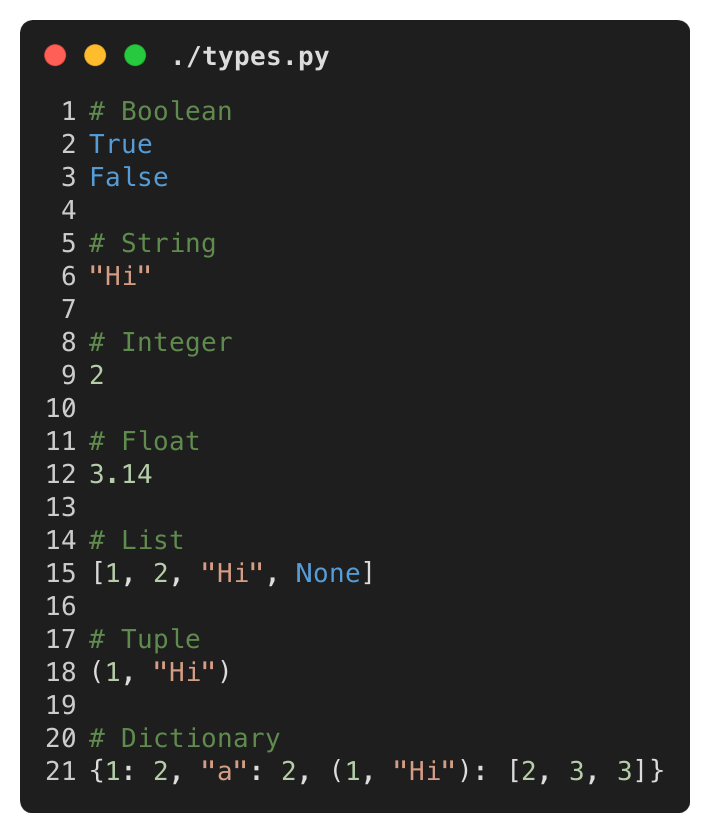 ./types.py
1 # Boolean
2 True
3 False
4
5 # String
6 "Hi"
7
8 # Integer
9 2
10
11 # Float
12 3.14
13
14 # List
15 [1, 2, "Hi", None]
16
17 # Tuple
18 (1, "Hi")
19
20 # Dictionary
21 {1: 2, "a": 2, (1, "Hi"): [2, 3, 3]}